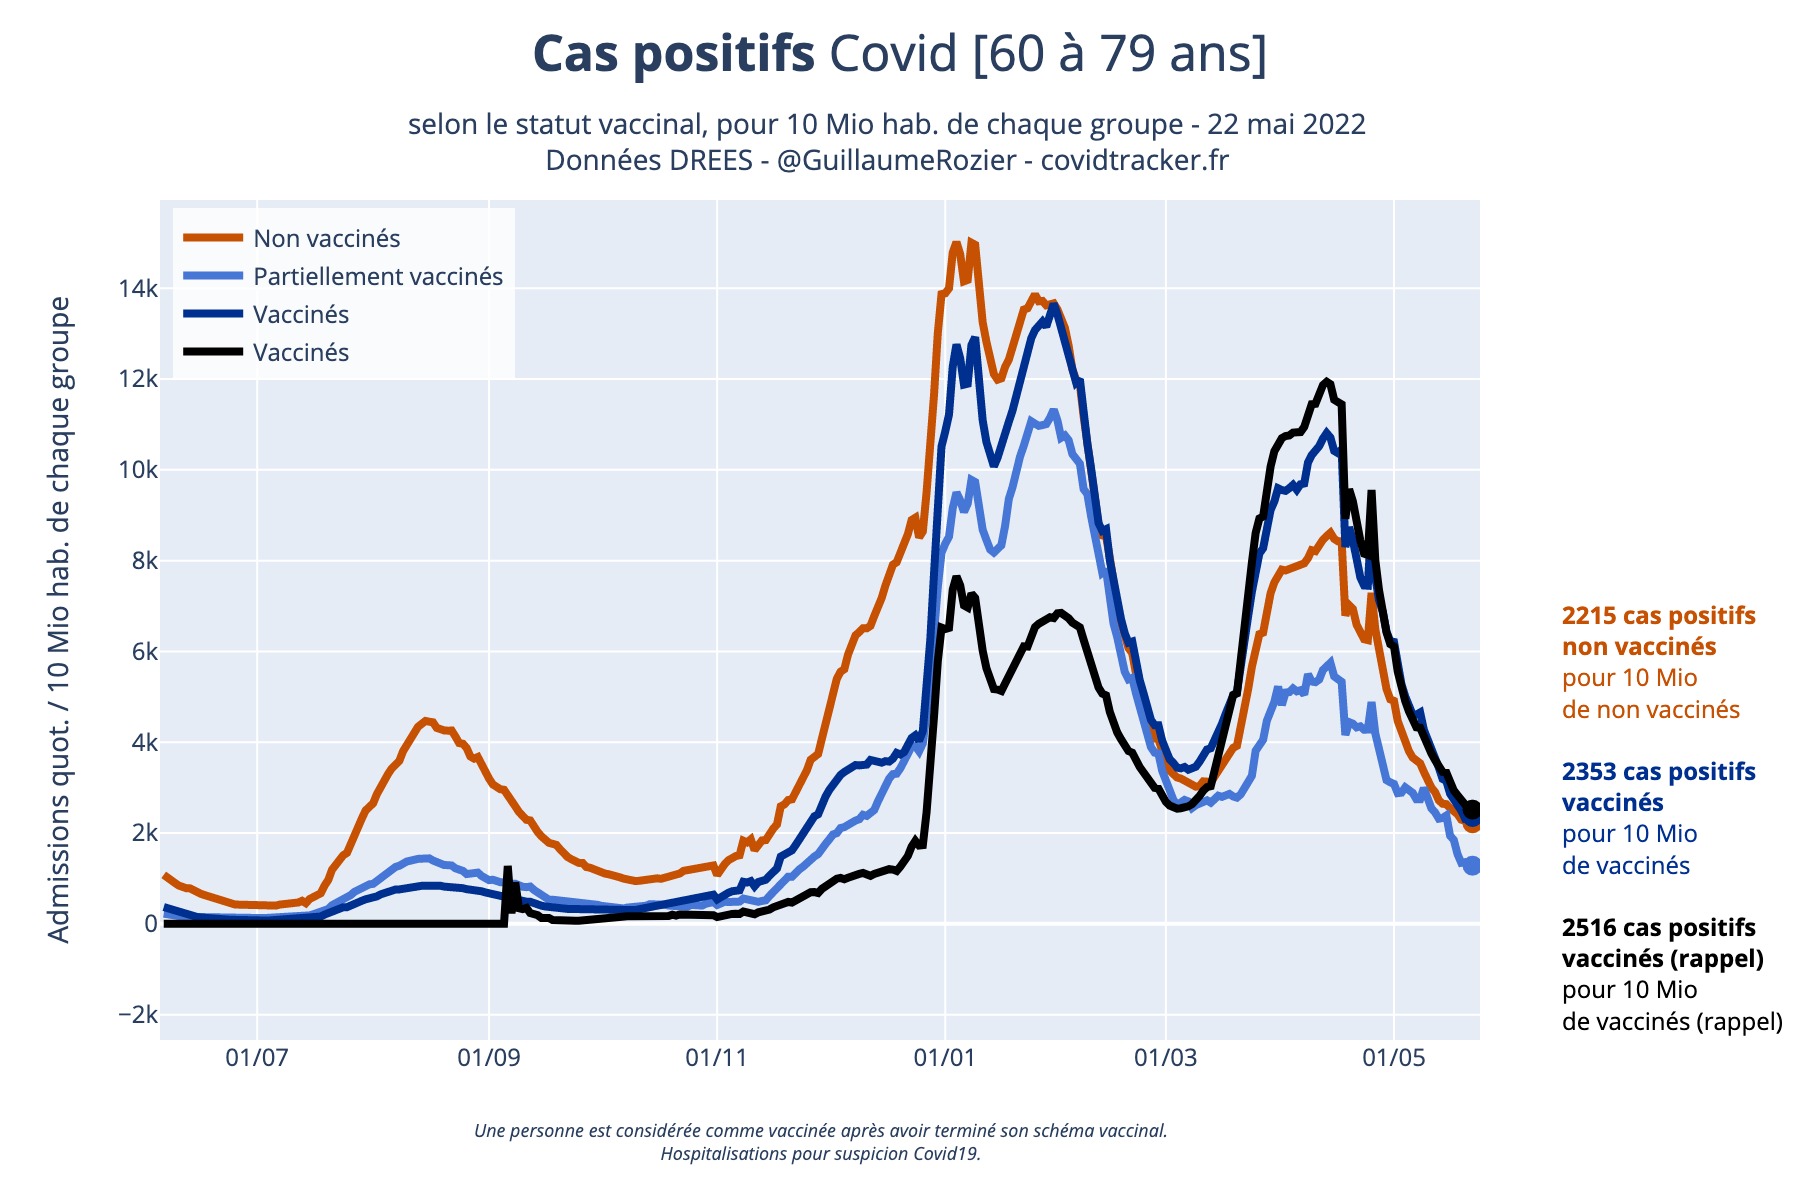 Cas positifs Covid [60 à 79 ans]
selon le statut vaccinal, pour 10 Mio hab. de chaque groupe - 22 mai 2022
Données DREES - @GuillaumeRozier - covidtracker.fr
Non vaccinés
Partiellement vaccinés
Vaccinés
Vaccinés
Admissions quot. / 10 Mio hab. de chaque groupe
14k
12k
10k
8k
6k
4k
2k
0
−2k
01/07
01/09
01/11
01/01
01/03
01/05
2215 cas positifs
non vaccinés
pour 10 Mio
de non vaccinés
2353 cas positifs
vaccinés
pour 10 Mio
de vaccinés
2516 cas positifs
vaccinés (rappel)
pour 10 Mio
de vaccinés (rappel)
Une personne est considérée comme vaccinée après avoir terminé son schéma vaccinal.
Hospitalisations pour suspicion Covid19.